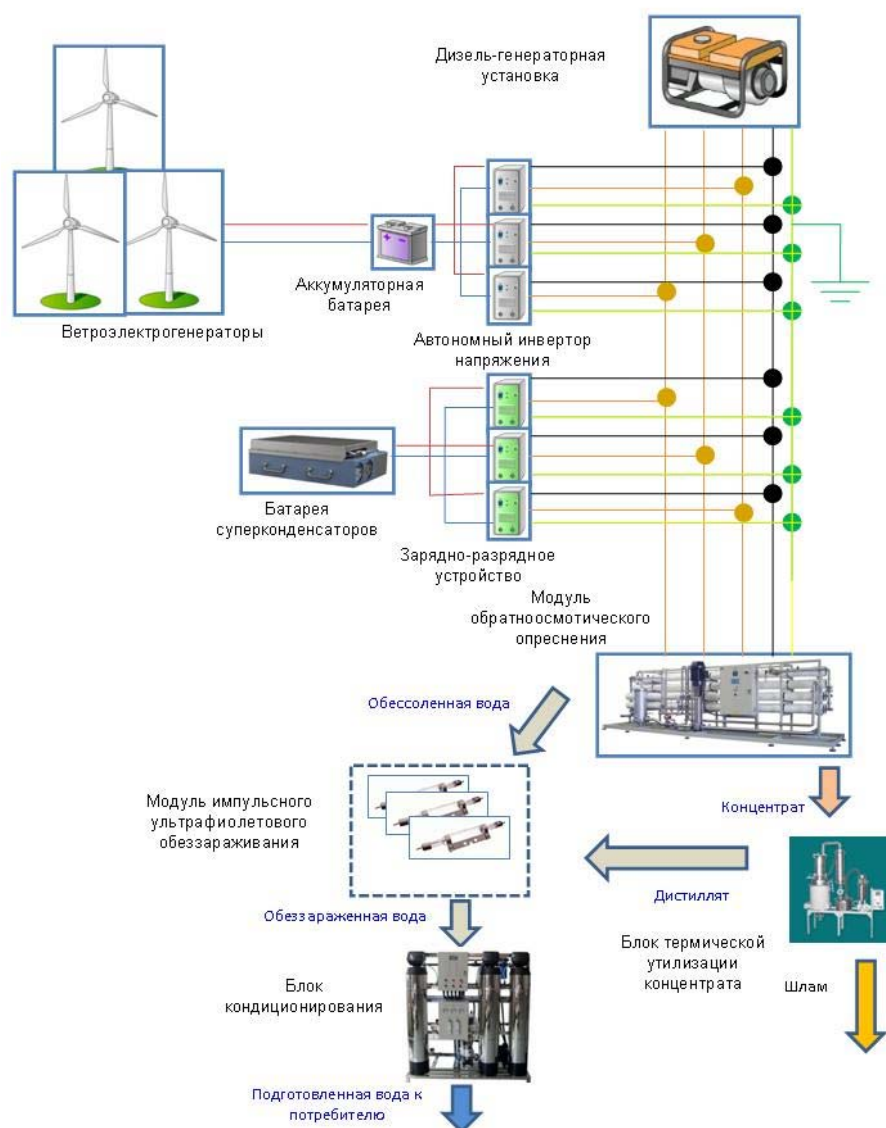 Дизель-генераторная
установка
Аккумуляторная
батарея
Ветроэлектрогенераторы
Автономный инвертор
напряжения
Батарея
суперконденсаторов
Зарядно-разрядное
устройство
Модуль
обратноосмотического
опреснения
Обессоленная вода
Модуль импульсного
ультрафиолетового
обеззараживания
Концентрат
Дистиллят
Обеззараженная вода
Блок термической
утилизации
концентрата
Шлам
Блок
кондиционирования
Подготовленная вода к
потребителю